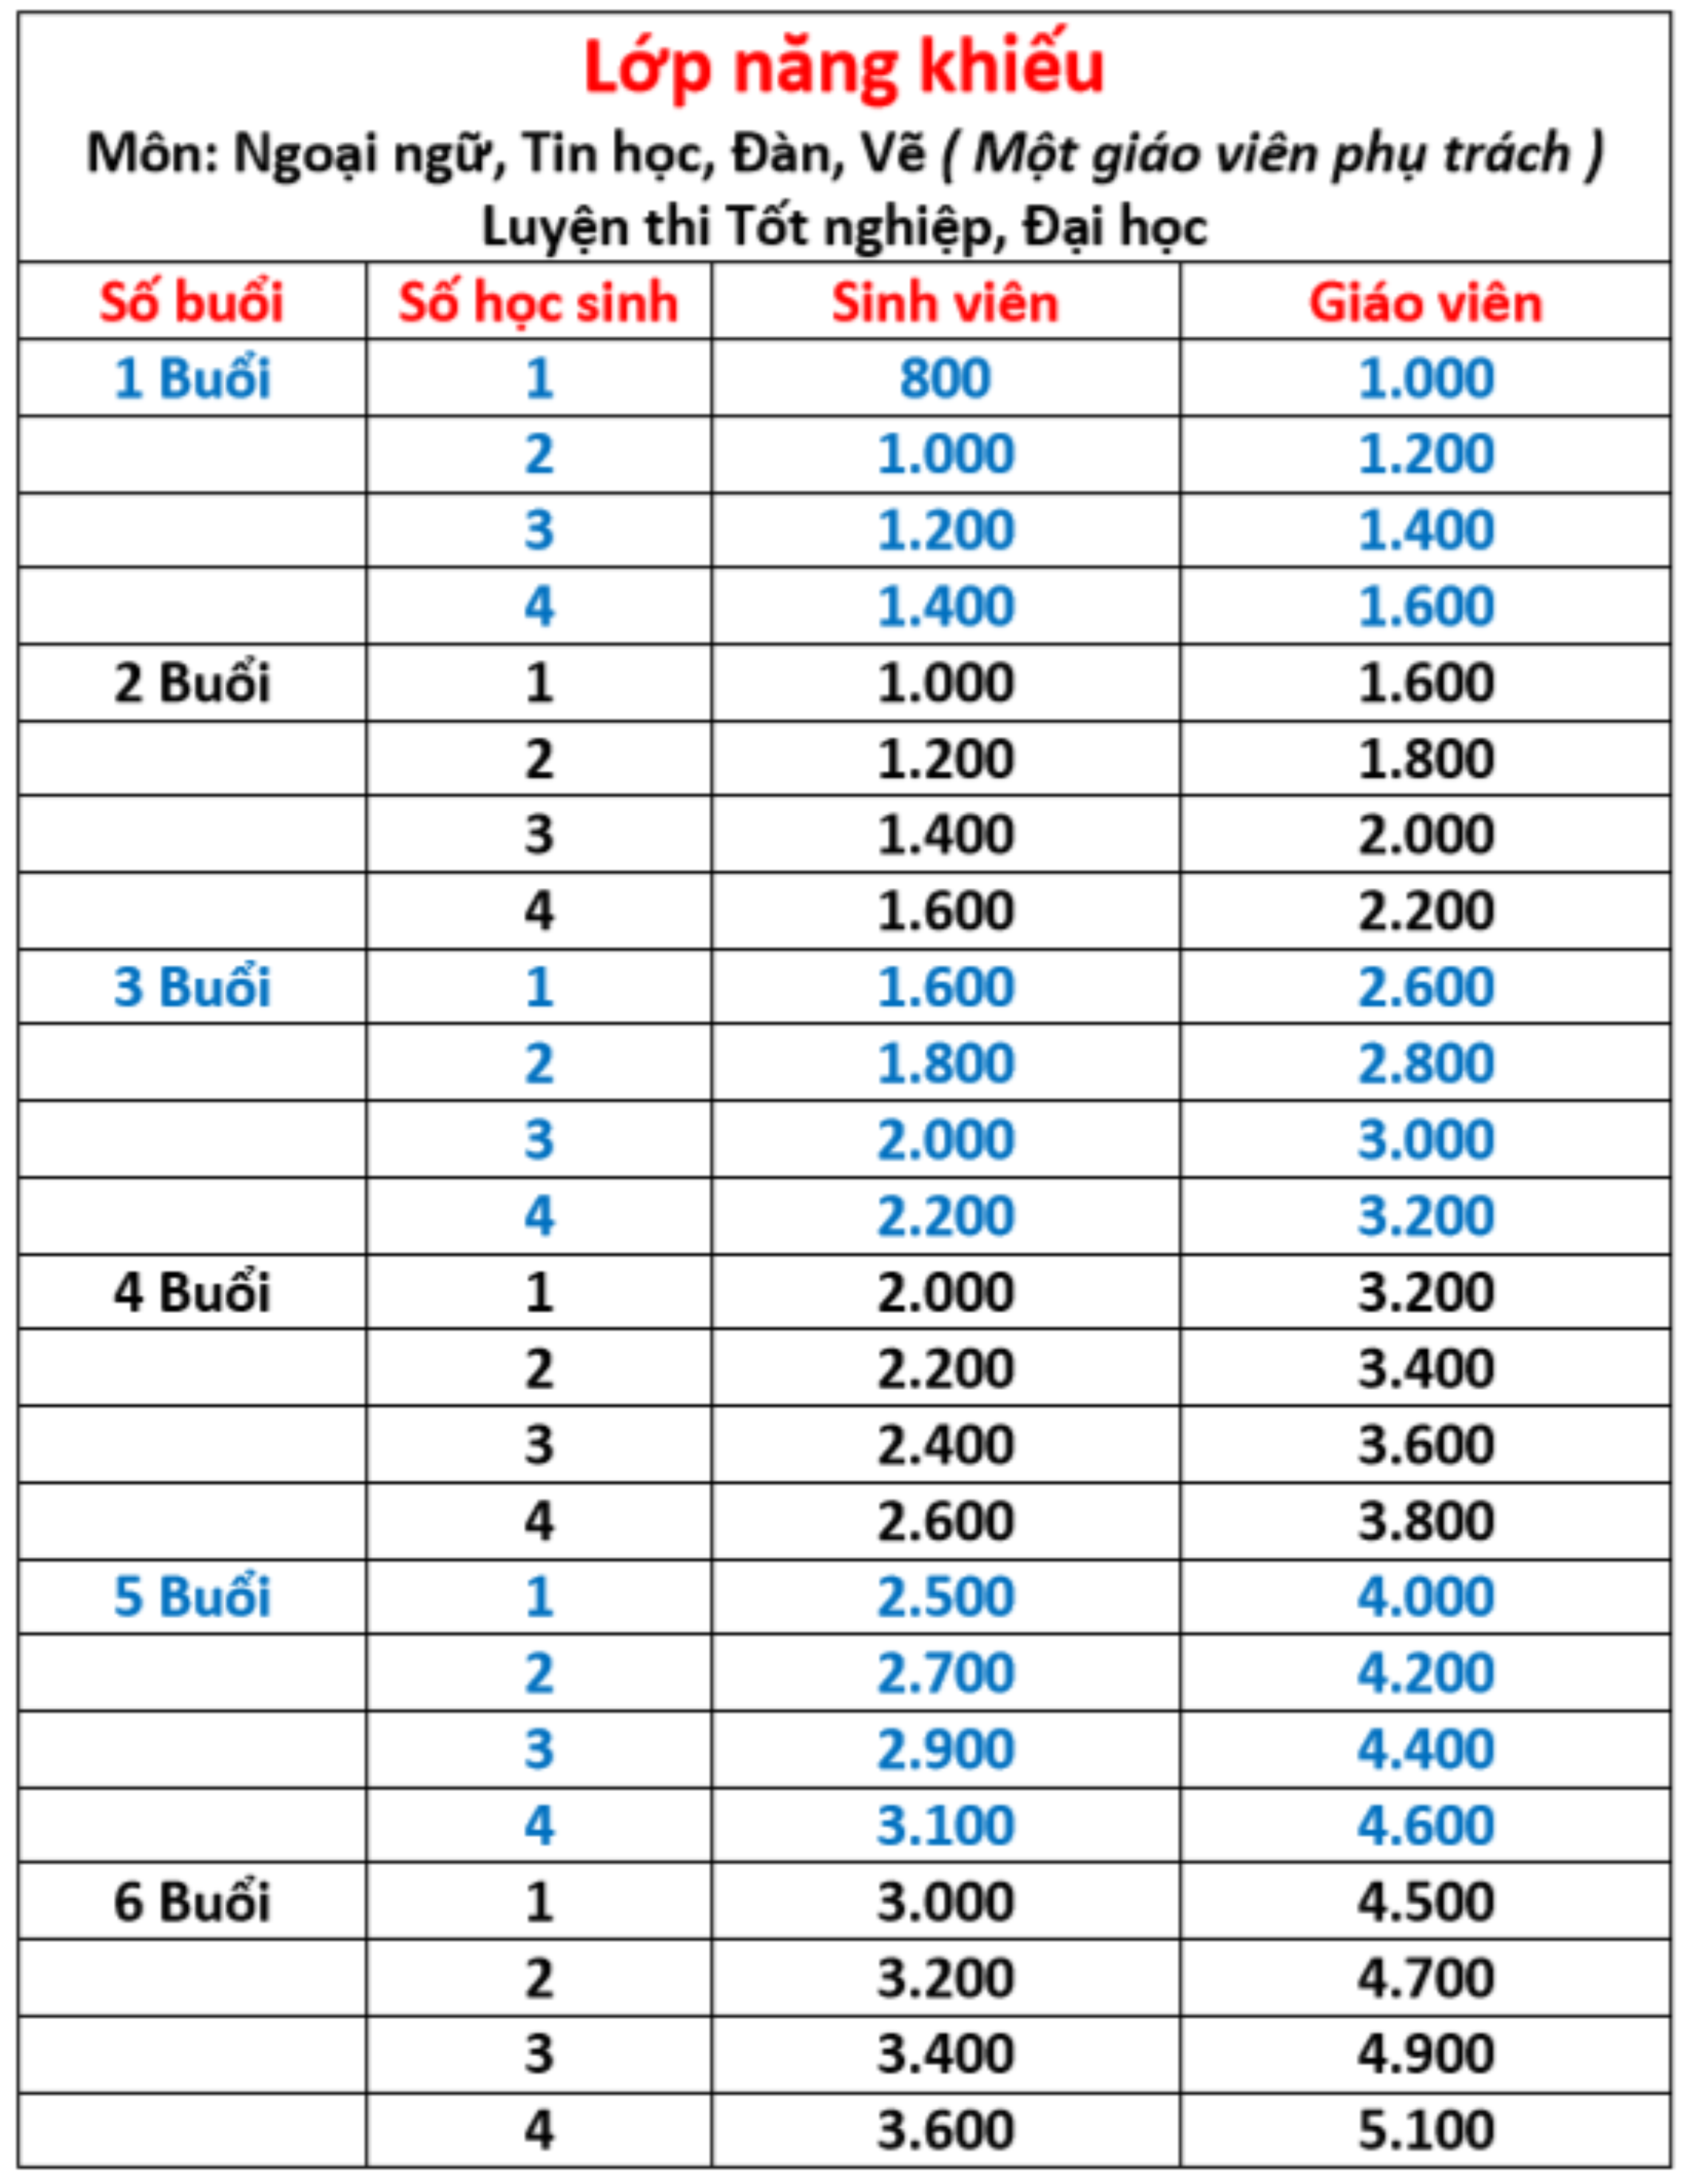 Lớp năng khiếu
Môn: Ngoại ngữ, Tin học, Đàn, Vẽ ( Một giáo viên phụ trách )
Luyện thi Tốt nghiệp, Đại học
Số buổi Số học sinh Sinh viên Giáo viên
1 Buổi 1 800 1.000
2 1.000 1.200
3 1.200 1.400
4 1.400 1.600
2 Buổi 1 1.000 1.600
2 1.200 1.800
3 1.400 2.000
4 1.600 2.200
3 Buổi 1 1.600 2.600
2 1.800 2.800
3 2.000 3.000
4 2.200 3.200
4 Buổi 1 2.000 3.200
2 2.200 3.400
3 2.400 3.600
4 2.600 3.800
5 Buổi 1 2.500 4.000
2 2.700 4.200
3 2.900 4.400
4 3.100 4.600
6 Buổi 1 3.000 4.500
2 3.200 4.700
3 3.400 4.900
4 3.600 5.100